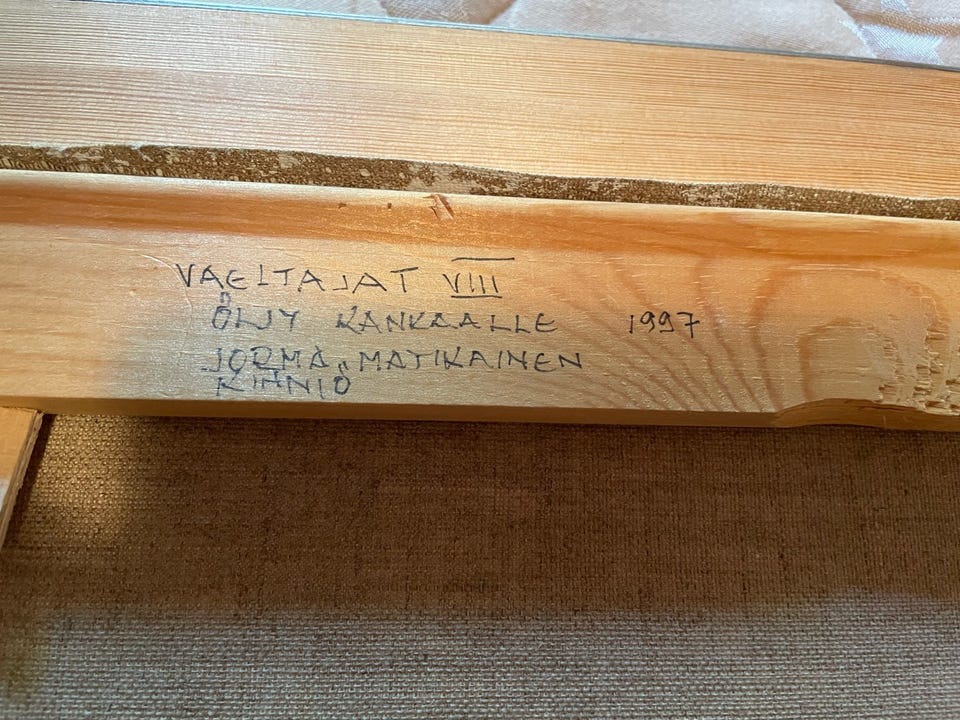 VAELTAJAT VIII
ÖLJY KANKAALLE 1997
JORMA MATIKAINEN
KIHNIÖ